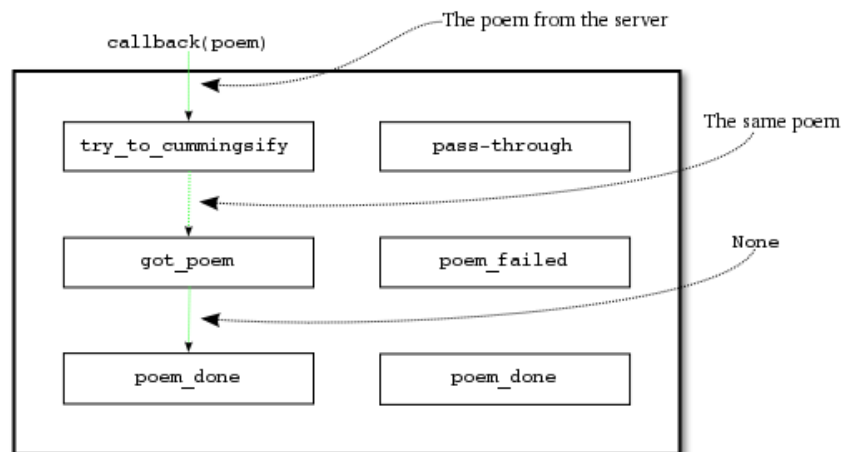 The poem from the server
callback(poem)
The same poem
try_to_cummingsify
pass-through
None
got_poem
poem_failed
poem_done
poem_done